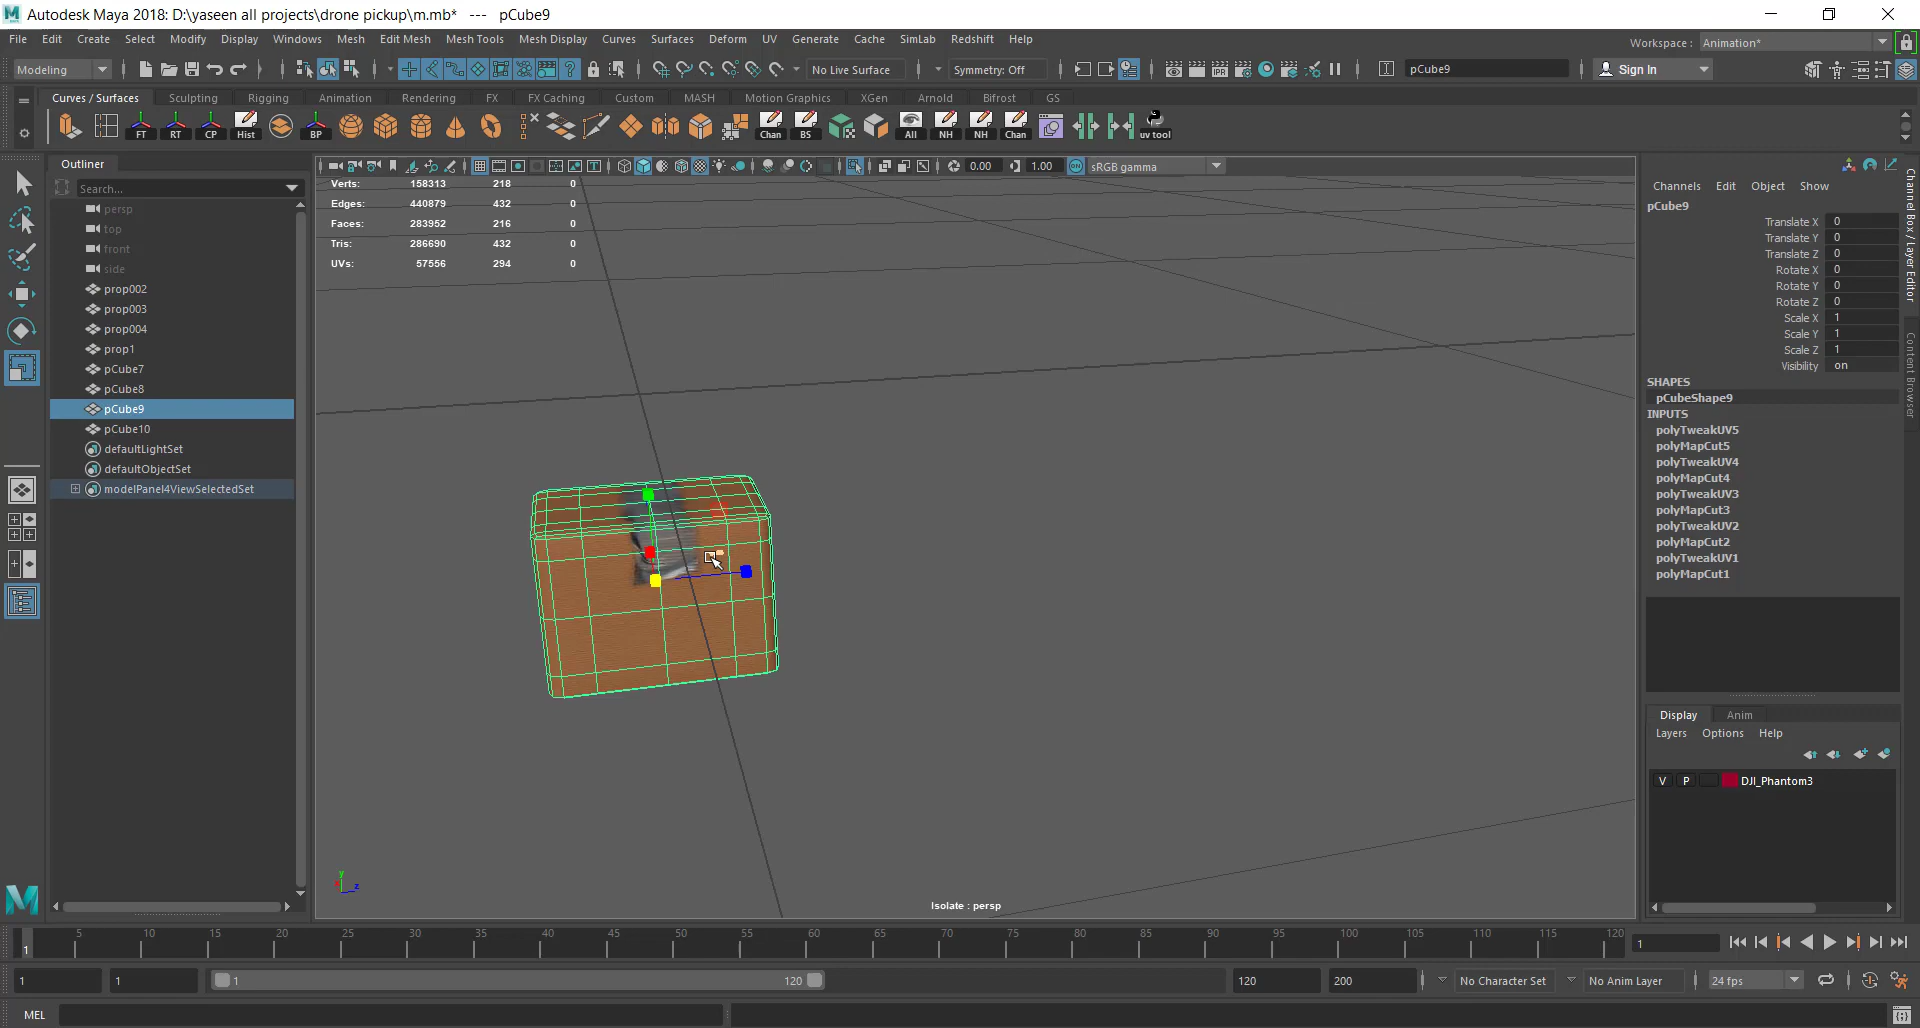 Autodesk Maya 2018: D:\yaseen all projects\drone pickup\m.mb* --- pCube9
File Edit Create Select Modify Display Windows Mesh Edit Mesh Mesh Tools Mesh Display Curves Surfaces Deform UV Generate Cache SimLab Redshift Help
Workspace : Animation*
Modeling No Live Surface Symmetry: Off IPR pCube9 Sign In
Curves / Surfaces Sculpting Rigging Animation Rendering FX FX Caching Custom MASH Motion Graphics XGen Arnold Bifrost GS
FT RT CP Hist BP Chan BS All NH NH Chan uv tool
Outliner
Search...
persp
top
front
side
prop002
prop003
prop004
prop1
pCube7
pCube8
pCube9
pCube10
defaultLightSet
defaultObjectSet
modelPanel4ViewSelectedSet
0.00 1.00 ON sRGB gamma
Verts: 158313 218 0
Edges: 440879 432 0
Faces: 283952 216 0
Tris: 286690 432 0
UVs: 57556 294 0
y
z
Isolate : persp
Channels Edit Object Show
pCube9
Translate X 0
Translate Y 0
Translate Z 0
Rotate X 0
Rotate Y 0
Rotate Z 0
Scale X 1
Scale Y 1
Scale Z 1
Visibility on
SHAPES
pCubeShape9
INPUTS
polyTweakUV5
polyMapCut5
polyTweakUV4
polyMapCut4
polyTweakUV3
polyMapCut3
polyTweakUV2
polyMapCut2
polyTweakUV1
polyMapCut1
Display Anim
Layers Options Help
V P DJI_Phantom3
Channel Box / Layer Editor
Content Browser
1 5 10 15 20 25 30 35 40 45 50 55 60 65 70 75 80 85 90 95 100 105 110 115 120 1
1 1 1 120 120 200 No Character Set No Anim Layer 24 fps
MEL